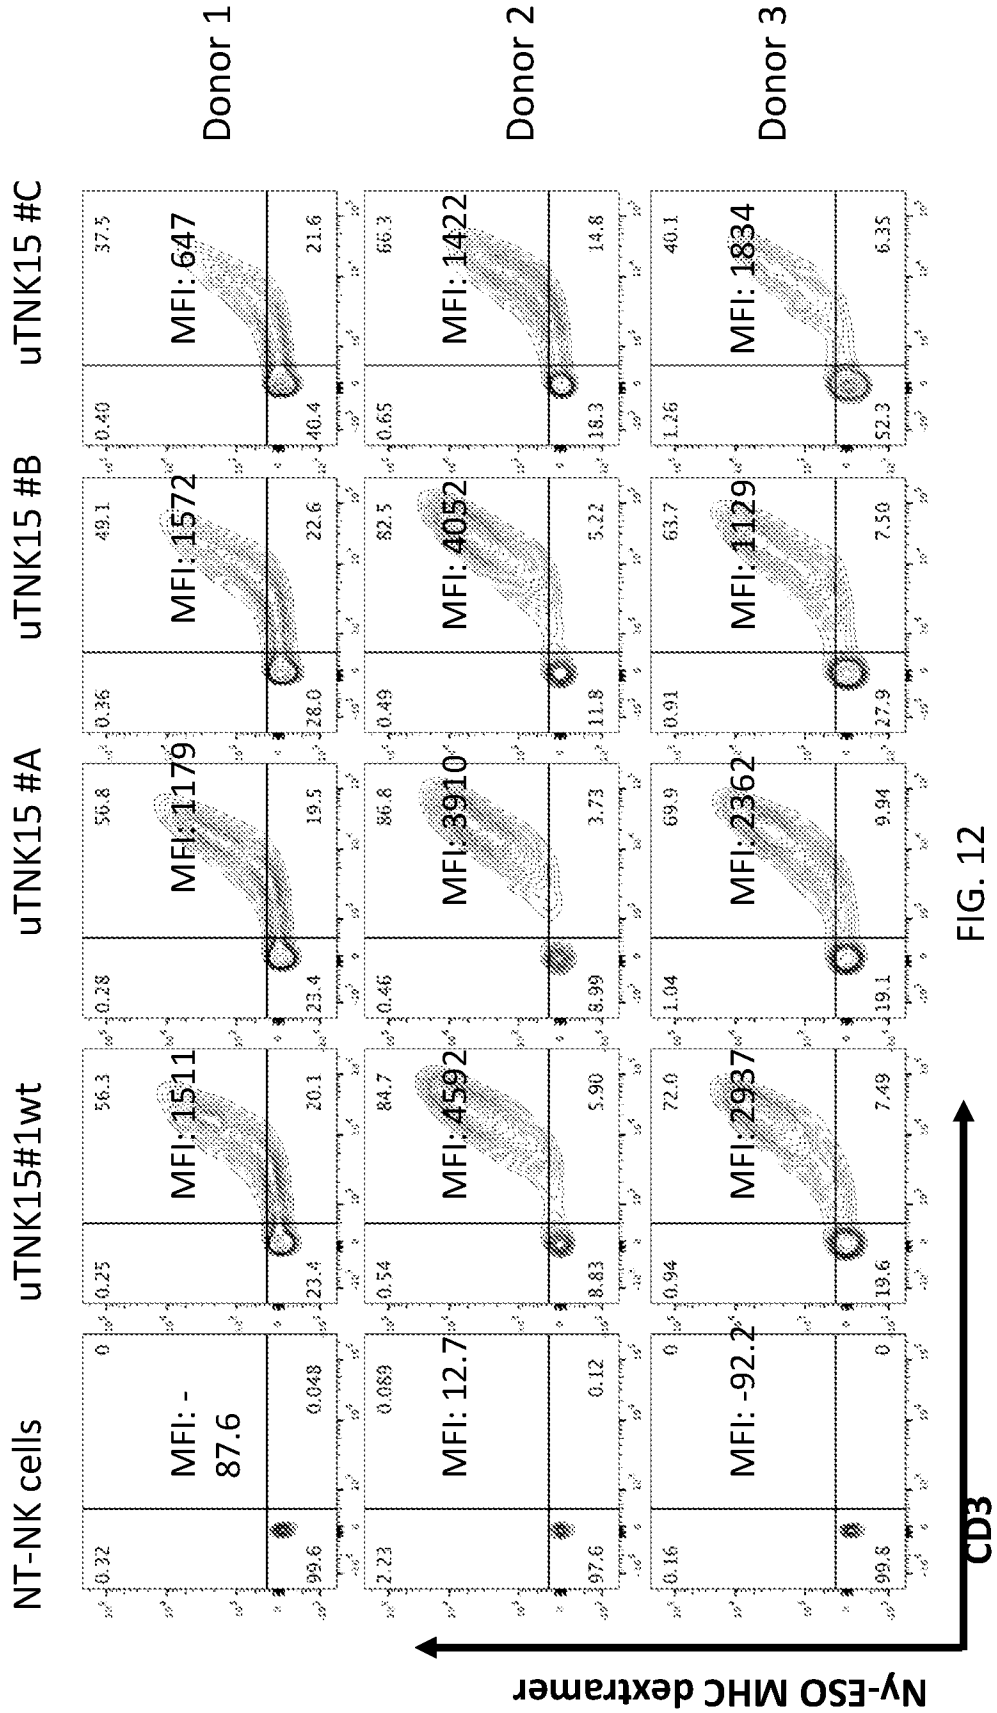 NT-NK cells
uTNK15#1wt
uTNK15 #A
uTNK15 #B
uTNK15 #C
0.32
0
MFI: -
87.6
99.6
0.048
0.25
56.3
MFI: 1511
23.4
20.1
0.28
56.8
MFI: 1179
23.4
19.5
0.36
49.1
MFI: 1572
28.0
22.6
0.40
37.5
MFI: 647
40.4
21.6
Donor 1
2.23
0.089
MFI: 12.7
97.6
0.12
0.54
84.7
MFI: 4592
8.83
5.90
0.46
86.8
MFI: 3910
8.99
3.73
0.49
82.5
MFI: 4052
11.8
5.22
0.65
66.3
MFI: 1422
18.3
14.8
Donor 2
0.16
0
MFI: -92.2
99.8
0
0.94
72.0
MFI: 2937
19.6
7.49
1.04
69.9
MFI: 2362
19.1
9.94
0.91
63.7
MFI: 1129
27.9
7.50
1.26
40.1
MFI: 1834
52.3
6.35
Donor 3
Ny-ESO MHC dextramer
CD3
FIG. 12